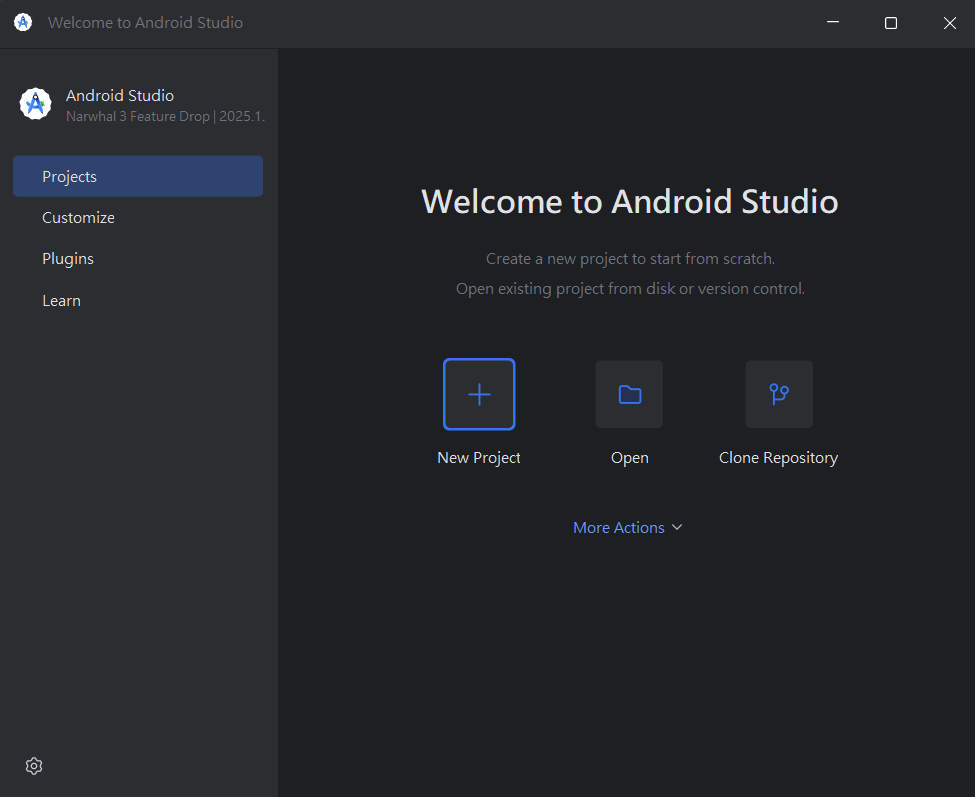 Welcome to Android Studio
Android Studio
Narwhal 3 Feature Drop | 2025.1.
Projects
Customize
Plugins
Learn
Welcome to Android Studio
Create a new project to start from scratch.
Open existing project from disk or version control.
New Project
Open
Clone Repository
More Actions